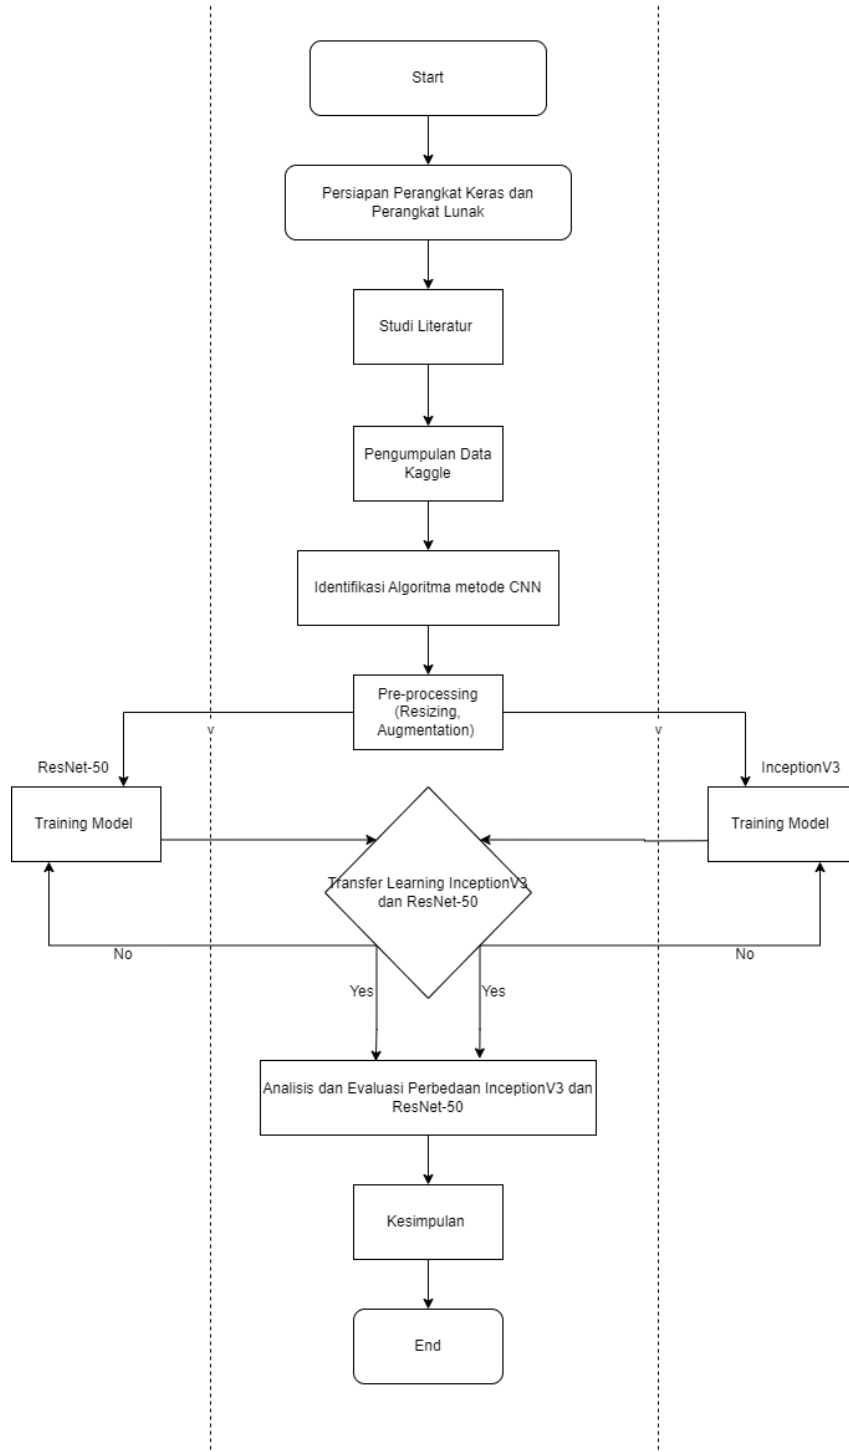 Start
Persiapan Perangkat Keras dan
Perangkat Lunak
Studi Literatur
Pengumpulan Data
Kaggle
Identifikasi Algoritma metode CNN
Pre-processing
(Resizing,
Augmentation)
v
v
ResNet-50
InceptionV3
Training Model
Training Model
Transfer Learning InceptionV3
dan ResNet-50
No
No
Yes
Yes
Analisis dan Evaluasi Perbedaan InceptionV3 dan
ResNet-50
Kesimpulan
End